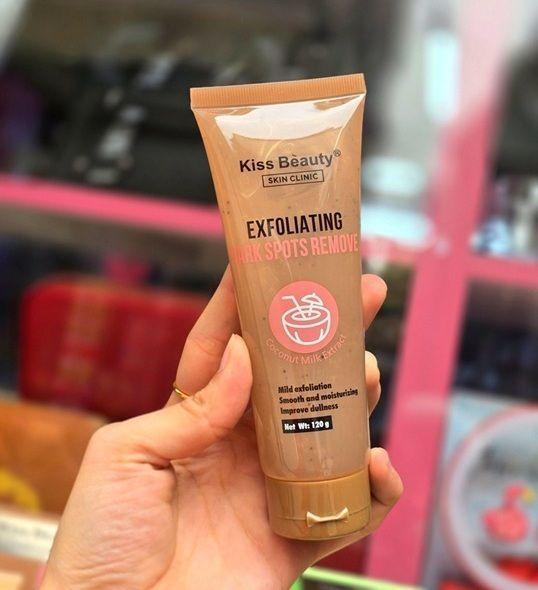 Kiss Beauty®
SKIN CLINIC
EXFOLIATING
DARK SPOTS REMOVE
Coconut Milk Extract
Mild exfoliation
Smooth and moisturizing
Improve dullness
Net Wt: 120 g